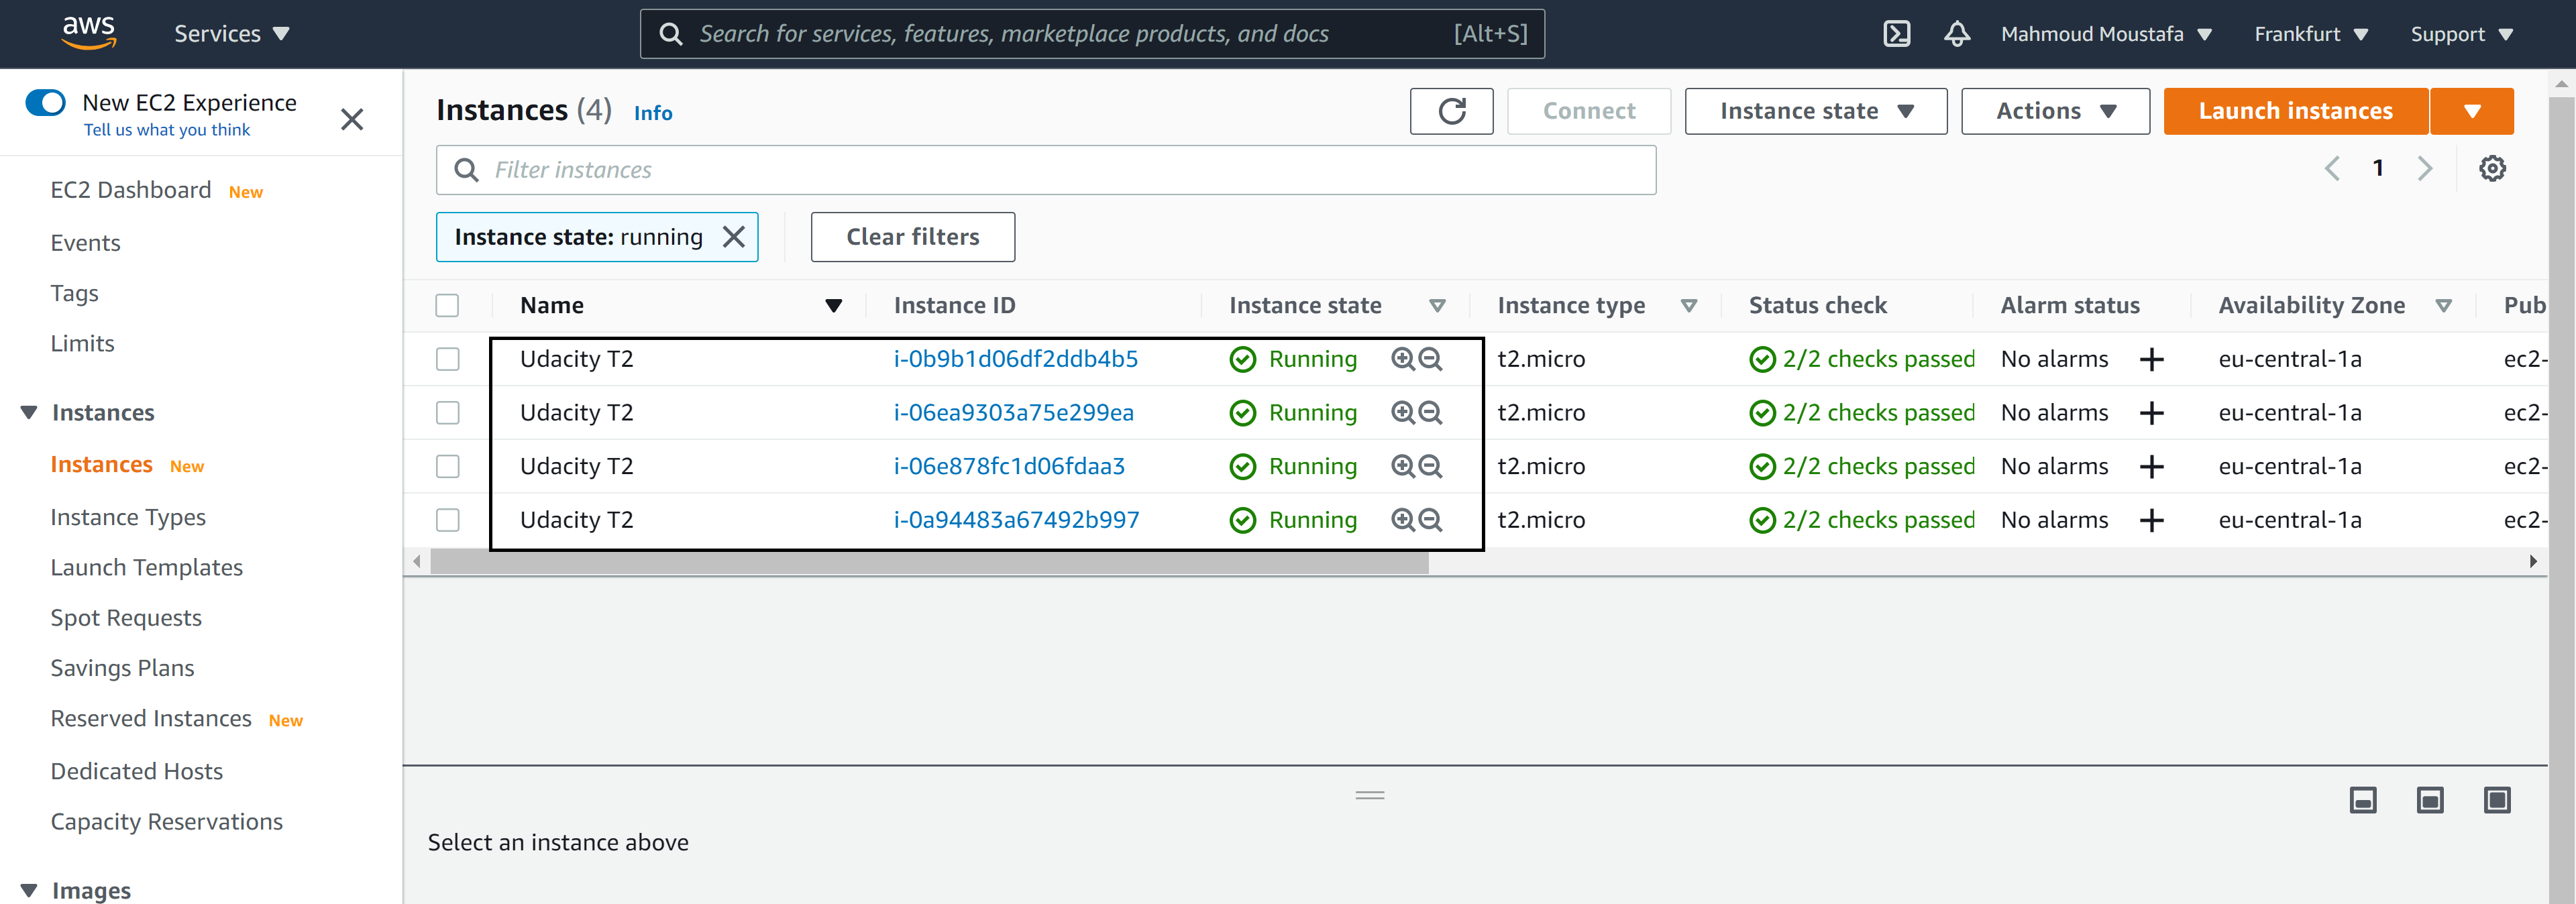 aws Services Search for services, features, marketplace products, and docs [Alt+S] Mahmoud Moustafa Frankfurt Support
New EC2 Experience
Tell us what you think
EC2 Dashboard New
Events
Tags
Limits
Instances
Instances New
Instance Types
Launch Templates
Spot Requests
Savings Plans
Reserved Instances New
Dedicated Hosts
Capacity Reservations
Images
Instances (4) Info Connect Instance state Actions Launch instances
Filter instances 1
Instance state: running Clear filters
Name Instance ID Instance state Instance type Status check Alarm status Availability Zone Pub
Udacity T2 i-0b9b1d06df2ddb4b5 Running t2.micro 2/2 checks passed No alarms + eu-central-1a ec2-
Udacity T2 i-06ea9303a75e299ea Running t2.micro 2/2 checks passed No alarms + eu-central-1a ec2-
Udacity T2 i-06e878fc1d06fdaa3 Running t2.micro 2/2 checks passed No alarms + eu-central-1a ec2-
Udacity T2 i-0a94483a67492b997 Running t2.micro 2/2 checks passed No alarms + eu-central-1a ec2-
Select an instance above